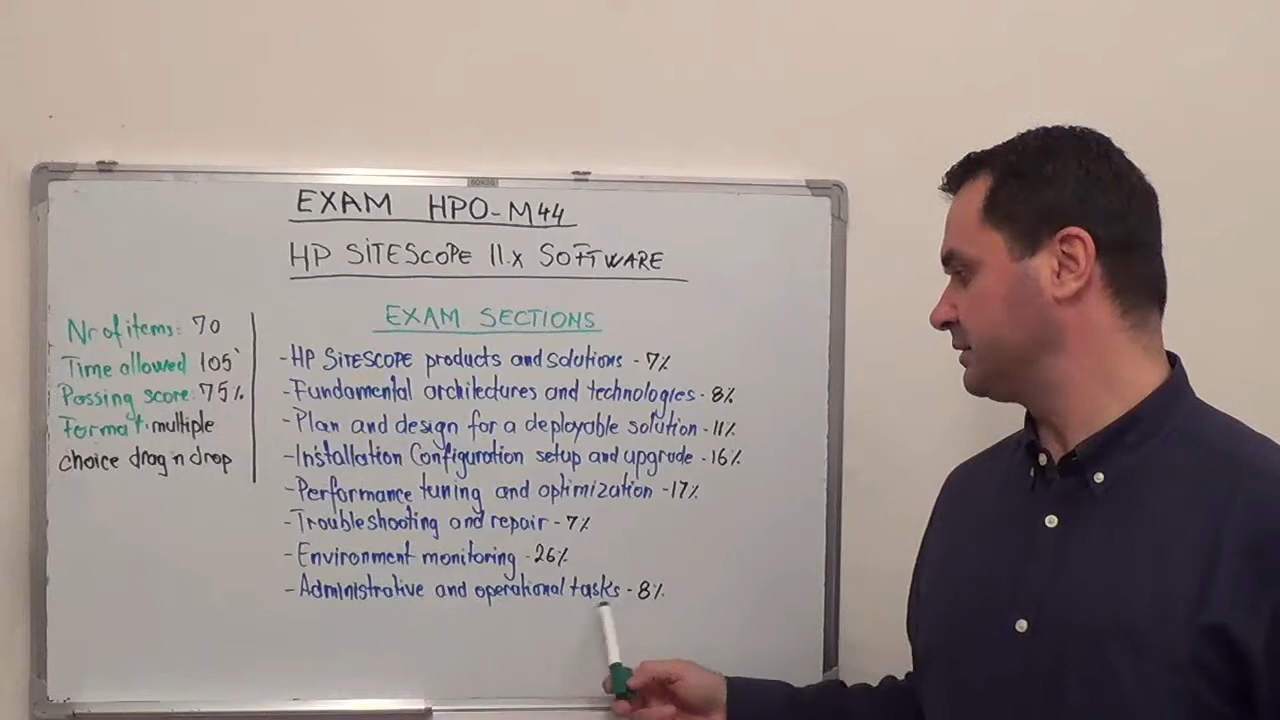 EXAM HPO-M44
HP SITESCOPE 11.x SOFTWARE
Nr of items: 70
Time allowed 105'
Passing score: 75%
Format: multiple
choice drag n drop
EXAM SECTIONS
-HP SITESCOPE products and solutions - 7%
-Fundamental architectures and technologies - 8%
-Plan and design for a deployable solution - 11%
-Installation Configuration setup and upgrade - 16%
-Performance tuning and optimization - 17%
-Troubleshooting and repair - 7%
-Environment monitoring - 26%
-Administrative and operational tasks - 8%